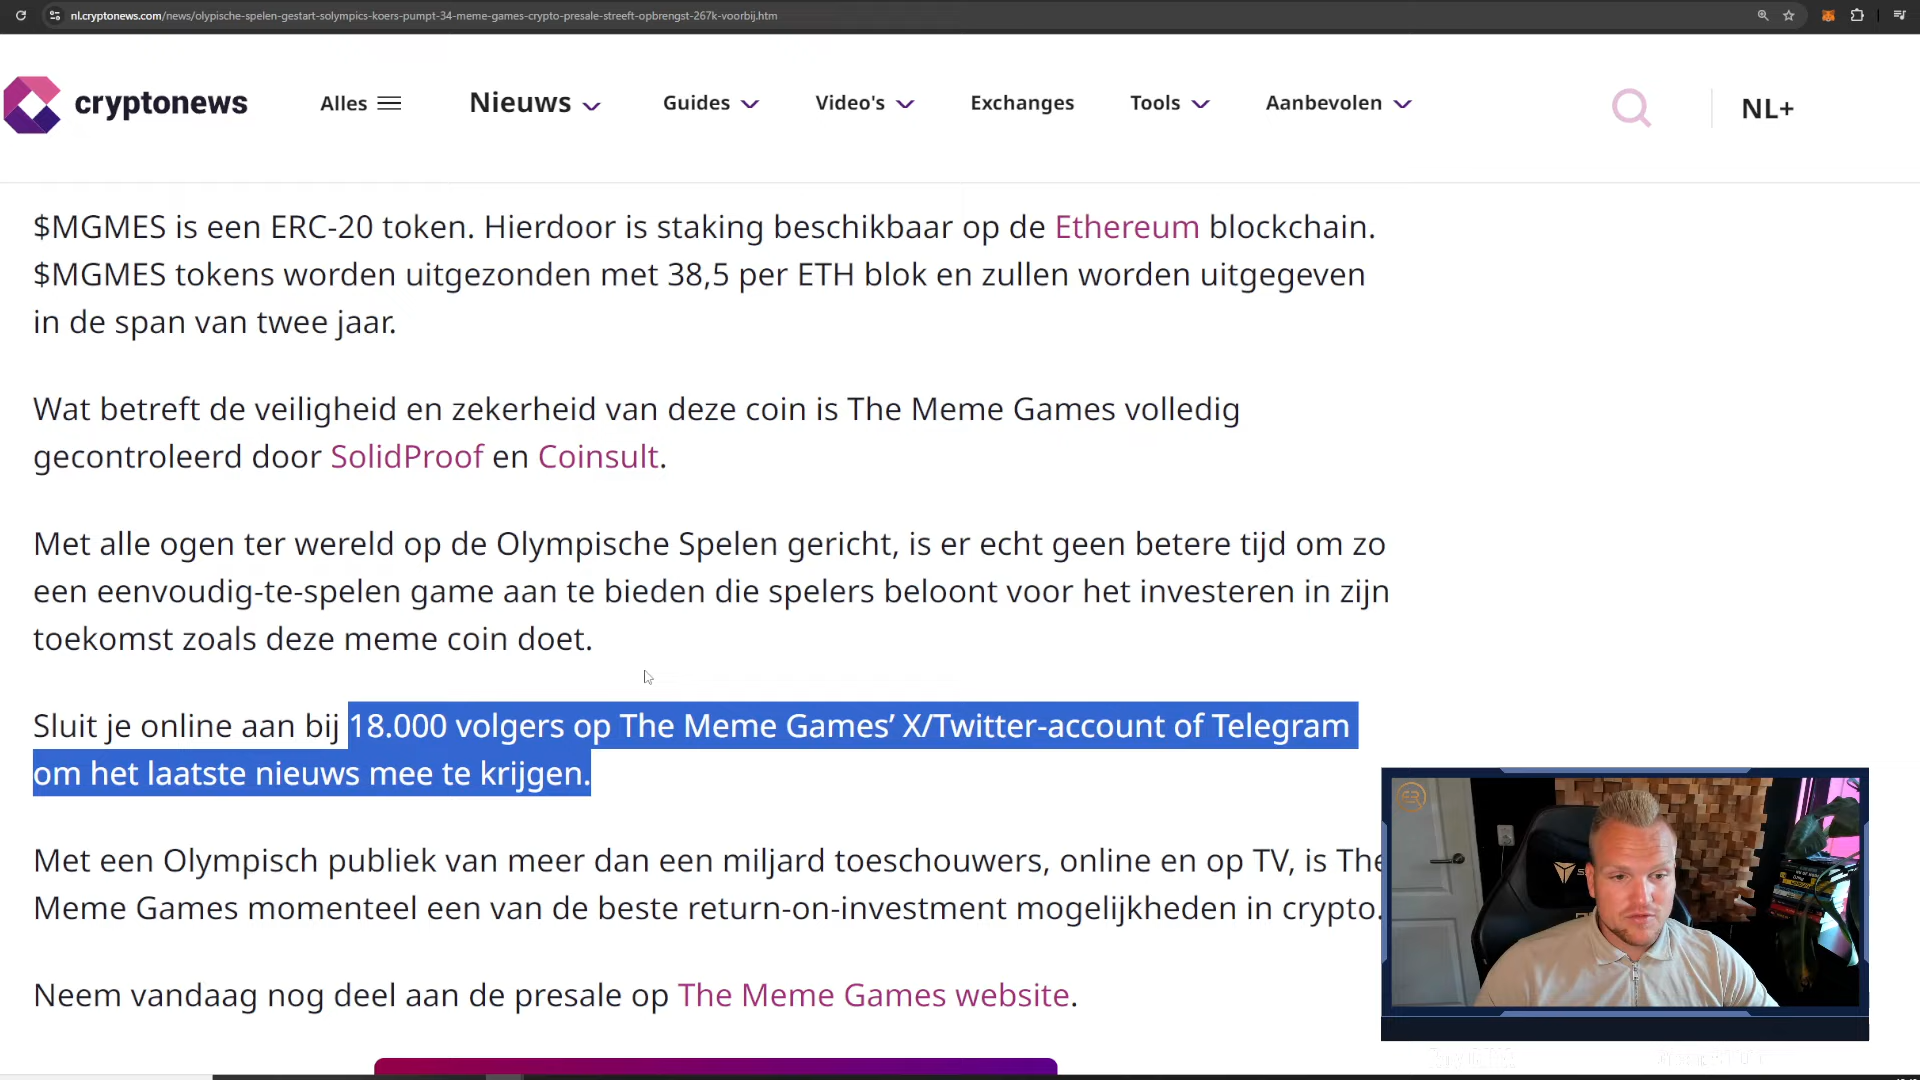 nl.cryptonews.com/news/olypische-spelen-gestart-solympics-koers-pumpt-34-meme-games-crypto-presale-streeft-opbrengst-267k-voorbij.htm
cryptonews Alles Nieuws Guides Video's Exchanges Tools Aanbevolen NL+
$MGMES is een ERC-20 token. Hierdoor is staking beschikbaar op de Ethereum blockchain.
$MGMES tokens worden uitgezonden met 38,5 per ETH blok en zullen worden uitgegeven
in de span van twee jaar.
Wat betreft de veiligheid en zekerheid van deze coin is The Meme Games volledig
gecontroleerd door SolidProof en Coinsult.
Met alle ogen ter wereld op de Olympische Spelen gericht, is er echt geen betere tijd om zo
een eenvoudig-te-spelen game aan te bieden die spelers beloont voor het investeren in zijn
toekomst zoals deze meme coin doet.
Sluit je online aan bij 18.000 volgers op The Meme Games’ X/Twitter-account of Telegram
om het laatste nieuws mee te krijgen.
Met een Olympisch publiek van meer dan een miljard toeschouwers, online en op TV, is The
Meme Games momenteel een van de beste return-on-investment mogelijkheden in crypto.
Neem vandaag nog deel aan de presale op The Meme Games website.